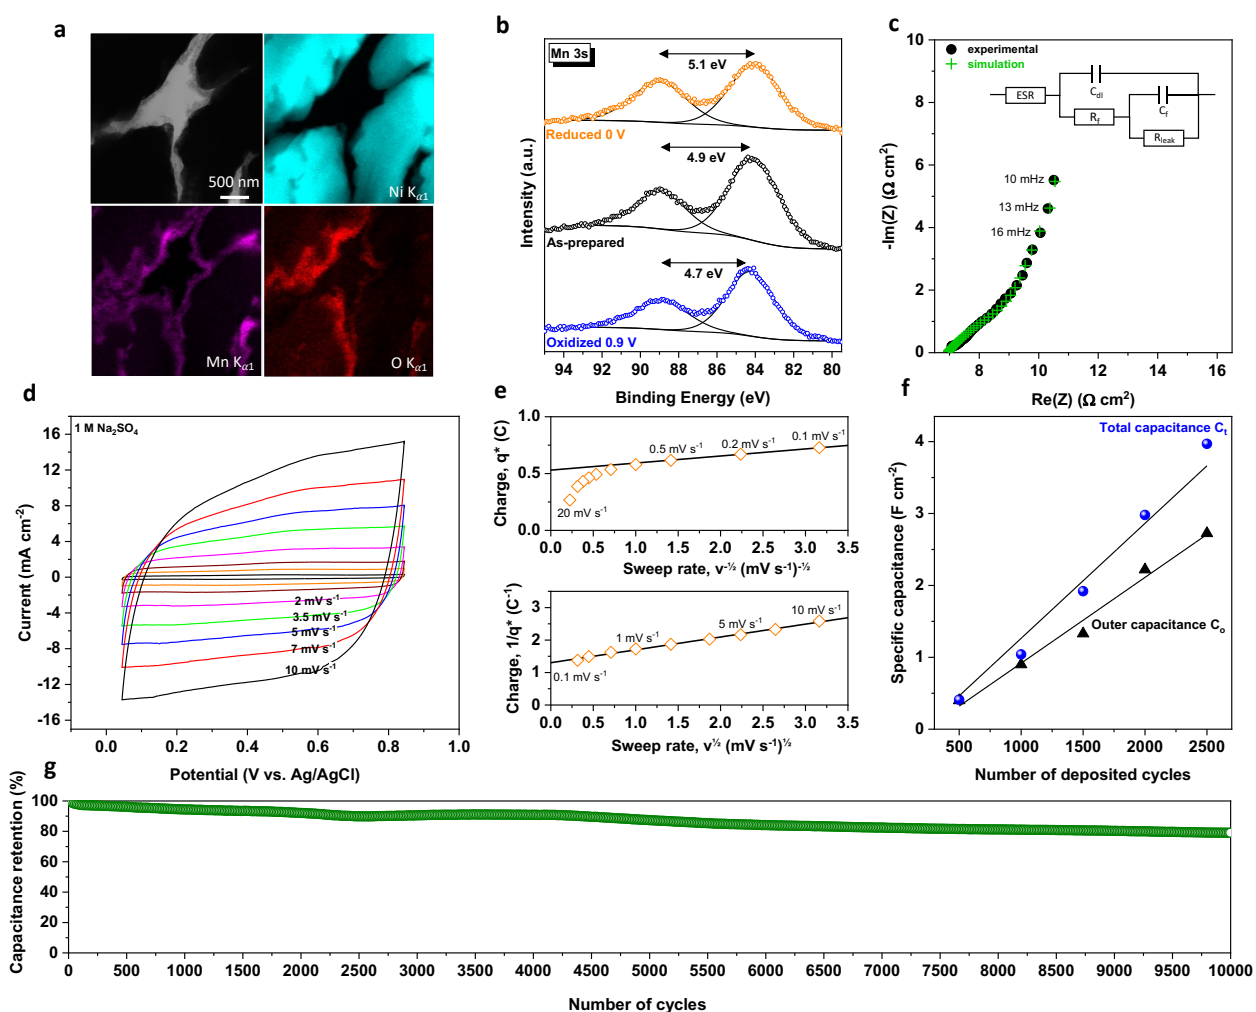 a
500 nm
Ni Kα1
Mn Kα1
O Kα1
b
Mn 3s
5.1 eV
Reduced 0 V
4.9 eV
As-prepared
4.7 eV
Oxidized 0.9 V
Intensity (a.u.)
94 92 90 88 86 84 82 80
Binding Energy (eV)
c
experimental
simulation
ESR
Cdl
Rf
Cf
Rleak
10 mHz
13 mHz
16 mHz
-Im(Z) (Ω cm²)
10
8
6
4
2
0
8 10 12 14 16
Re(Z) (Ω cm²)
d
1 M Na₂SO₄
2 mV s⁻¹
3.5 mV s⁻¹
5 mV s⁻¹
7 mV s⁻¹
10 mV s⁻¹
Current (mA cm⁻²)
16
12
8
4
0
-4
-8
-12
-16
0.0 0.2 0.4 0.6 0.8 1.0
Potential (V vs. Ag/AgCl)
e
Charge, q* (C)
1.0
0.5
0.0
0.5 mV s⁻¹
0.2 mV s⁻¹
0.1 mV s⁻¹
20 mV s⁻¹
0.0 0.5 1.0 1.5 2.0 2.5 3.0 3.5
Sweep rate, v⁻½ (mV s⁻¹)⁻½
Charge, 1/q* (C⁻¹)
3
2
1
0
10 mV s⁻¹
5 mV s⁻¹
1 mV s⁻¹
0.1 mV s⁻¹
0.0 0.5 1.0 1.5 2.0 2.5 3.0 3.5
Sweep rate, v½ (mV s⁻¹)½
f
Total capacitance Ct
Outer capacitance Co
Specific capacitance (F cm⁻²)
4
3
2
1
0
500 1000 1500 2000 2500
Number of deposited cycles
g
Capacitance retention (%)
100
80
60
40
20
0
0 500 1000 1500 2000 2500 3000 3500 4000 4500 5000 5500 6000 6500 7000 7500 8000 8500 9000 9500 10000
Number of cycles